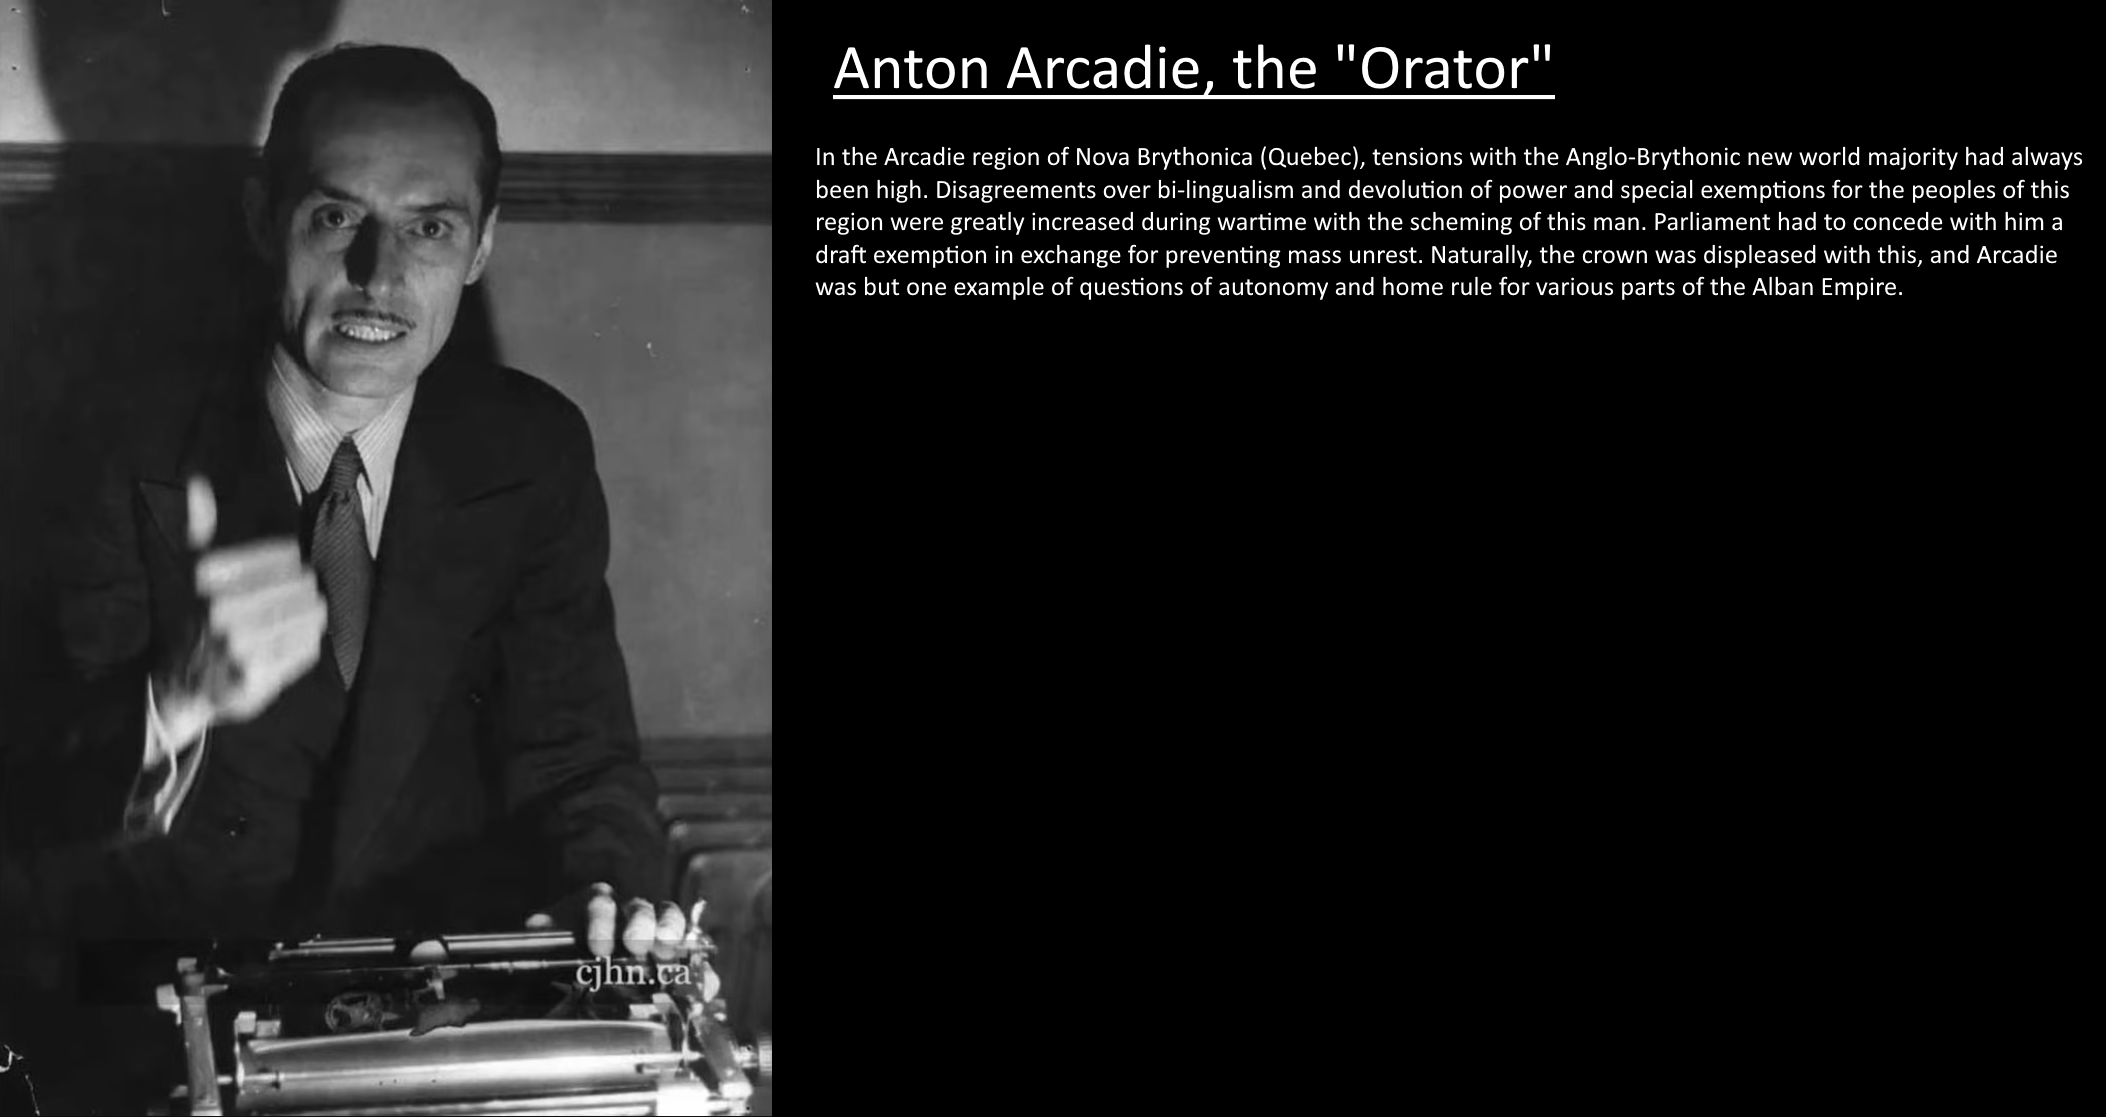 Anton Arcadie, the "Orator"
In the Arcadie region of Nova Brythonica (Quebec), tensions with the Anglo-Brythonic new world majority had always
been high. Disagreements over bi-lingualism and devolution of power and special exemptions for the peoples of this
region were greatly increased during wartime with the scheming of this man. Parliament had to concede with him a
draft exemption in exchange for preventing mass unrest. Naturally, the crown was displeased with this, and Arcadie
was but one example of questions of autonomy and home rule for various parts of the Alban Empire.
cjhn.ca